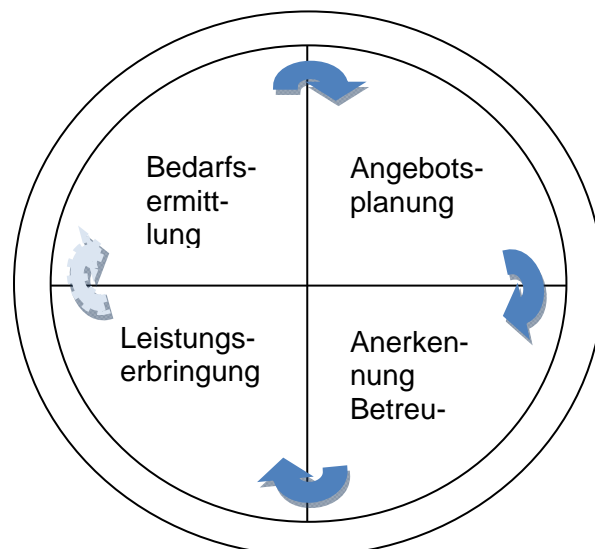 Bedarfs-
ermitt-
lung
Angebots-
planung
Leistungs-
erbringung
Anerken-
nung
Betreu-